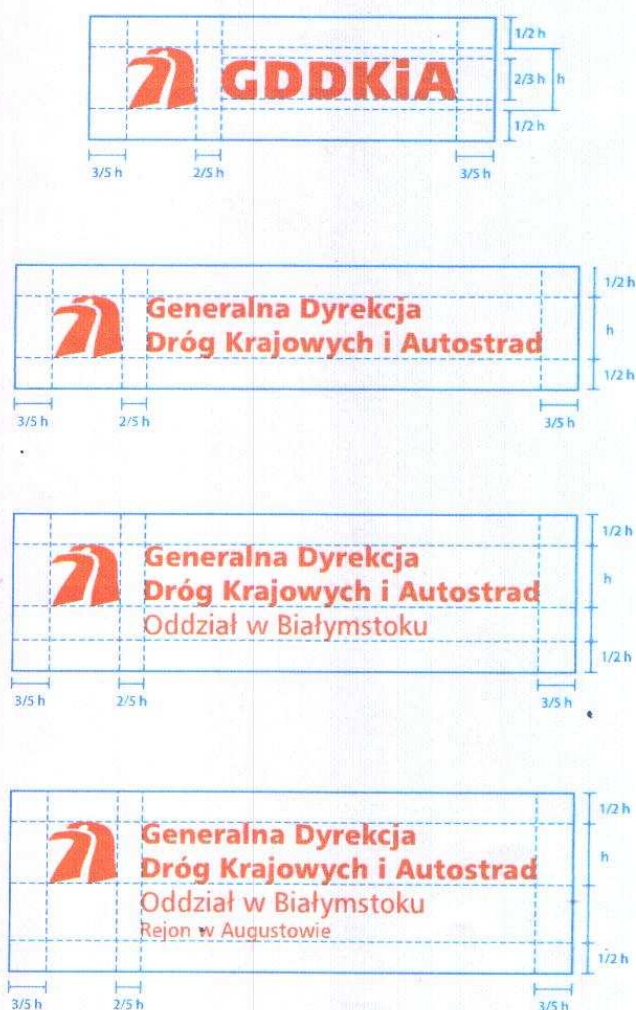 GDDKiA
1/2 h
2/3 h
h
1/2 h
3/5 h
2/5 h
3/5 h
Generalna Dyrekcja
Dróg Krajowych i Autostrad
1/2 h
h
1/2 h
3/5 h
2/5 h
3/5 h
Generalna Dyrekcja
Dróg Krajowych i Autostrad
Oddział w Białymstoku
1/2 h
h
1/2 h
3/5 h
2/5 h
3/5 h
Generalna Dyrekcja
Dróg Krajowych i Autostrad
Oddział w Białymstoku
Rejon w Augustowie
1/2 h
h
1/2 h
3/5 h
2/5 h
3/5 h